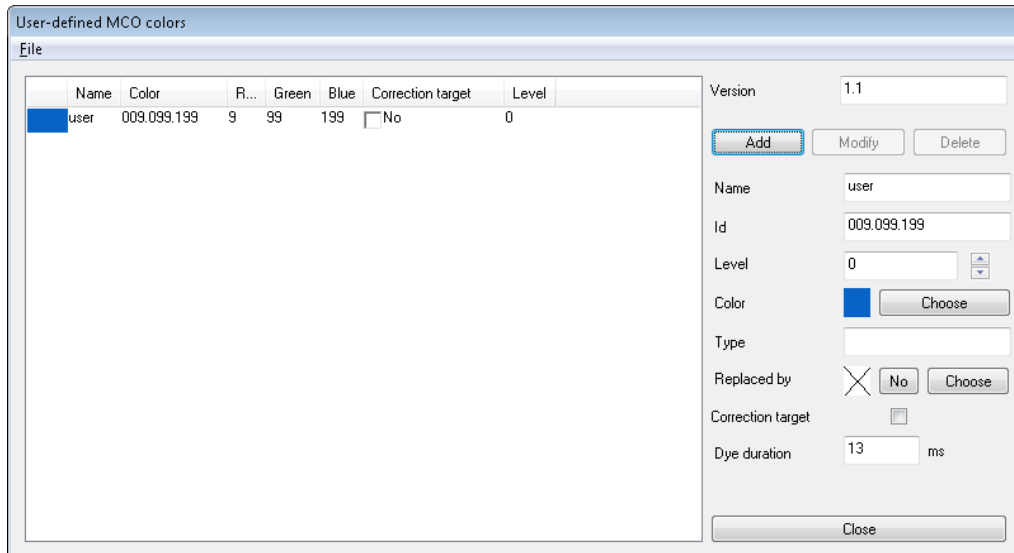 User-defined MCO colors
File
Name Color R... Green Blue Correction target Level
user 009.099.199 9 99 199 No 0
Version 1.1
Add Modify Delete
Name user
Id 009.099.199
Level 0
Color Choose
Type
Replaced by No Choose
Correction target
Dye duration 13 ms
Close